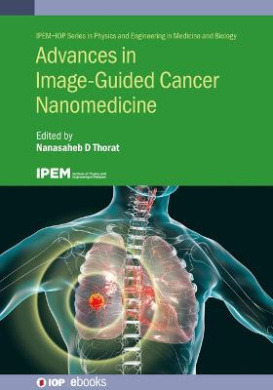 IPEM–IOP Series in Physics and Engineering in Medicine and Biology
Advances in
Image-Guided Cancer
Nanomedicine
Edited by
Nanasaheb D Thorat
IPEM Institute of Physics and
Engineering in Medicine
IOP ebooks